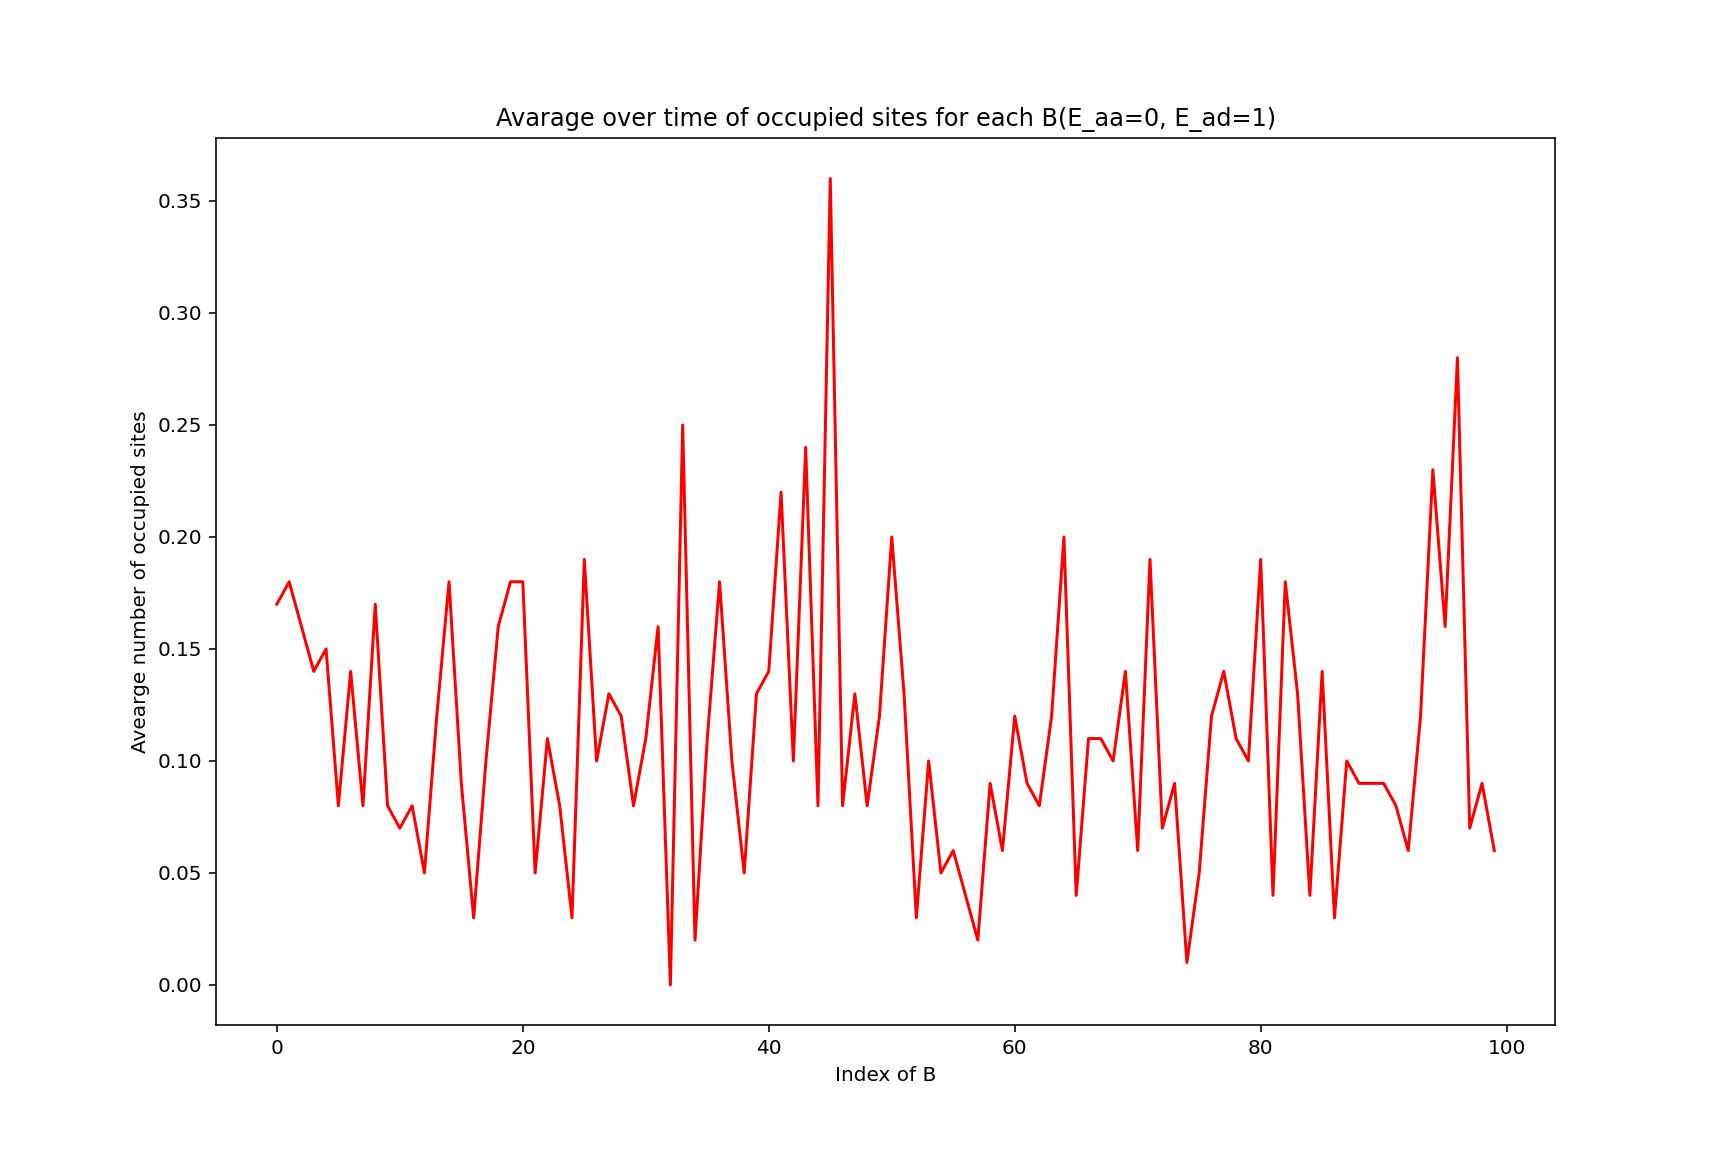 Avarage over time of occupied sites for each B(E_aa=0, E_ad=1)
Avearge number of occupied sites
0.35
0.30
0.25
0.20
0.15
0.10
0.05
0.00
0 20 40 60 80 100
Index of B